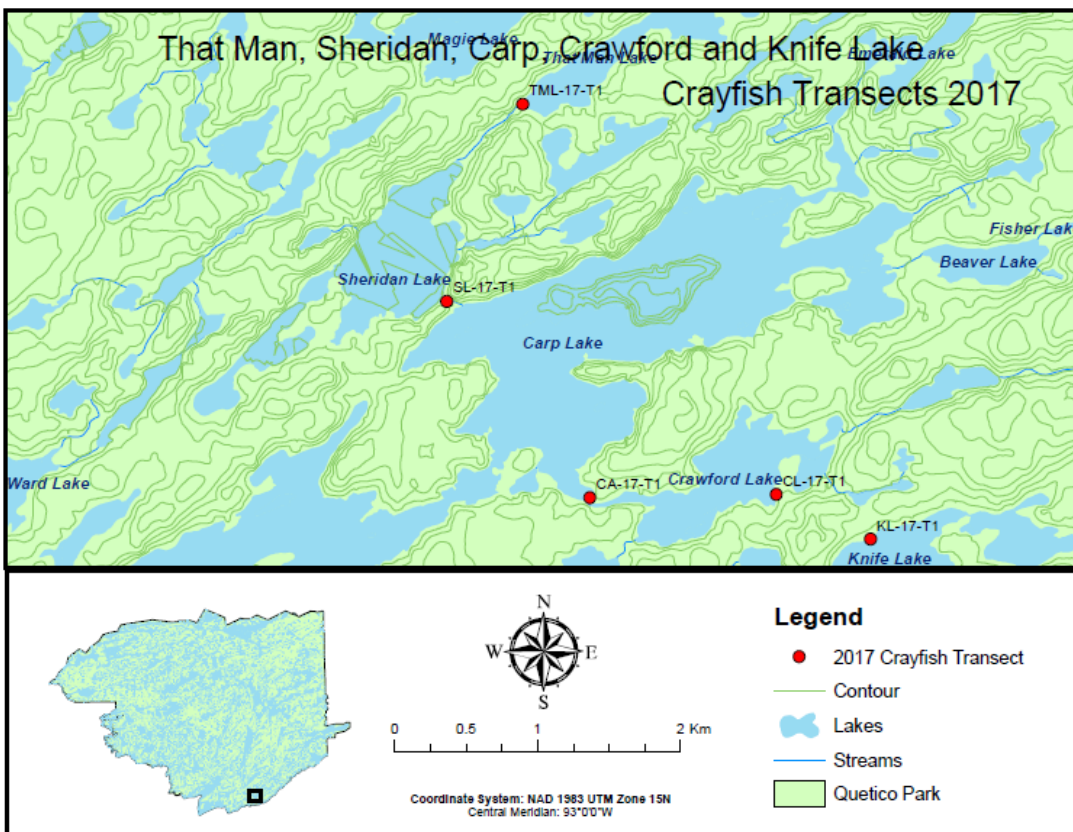 That Man, Sheridan, Carp, Crawford and Knife Lake
Crayfish Transects 2017
Magie Lake
That Man Lake
Emerald Lake
TML-17-T1
Fisher Lak
Beaver Lake
Sheridan Lake
SL-17-T1
Carp Lake
Ward Lake
CA-17-T1
Crawford Lake
CL-17-T1
KL-17-T1
Knife Lake
N
W E
S
0 0.5 1 2 Km
Coordinate System: NAD 1983 UTM Zone 15N
Central Meridian: 93°0'0"W
Legend
2017 Crayfish Transect
Contour
Lakes
Streams
Quetico Park